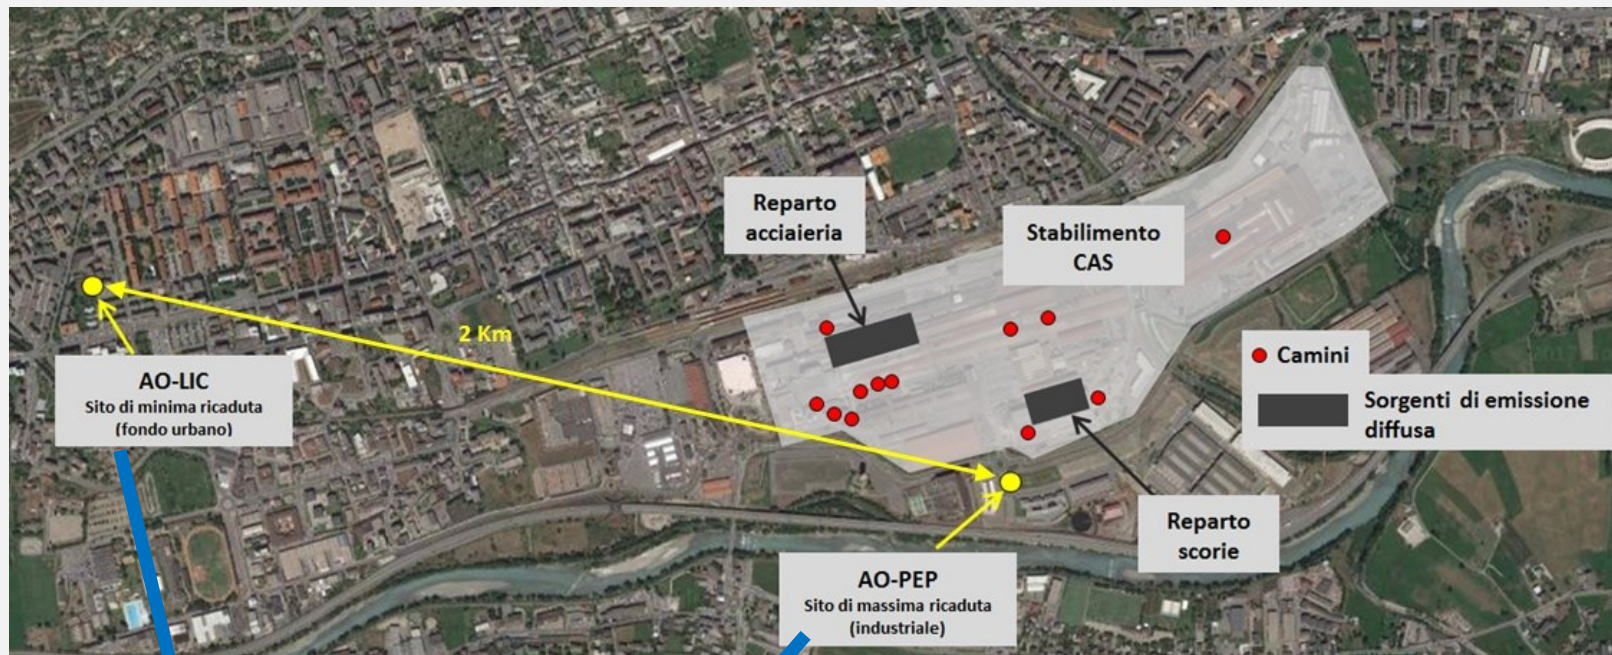 Reparto
acciaieria
Stabilimento
CAS
2 Km
AO-LIC
Sito di minima ricaduta
(fondo urbano)
Camini
Sorgenti di emissione
diffusa
Reparto
scorie
AO-PEP
Sito di massima ricaduta
(industriale)